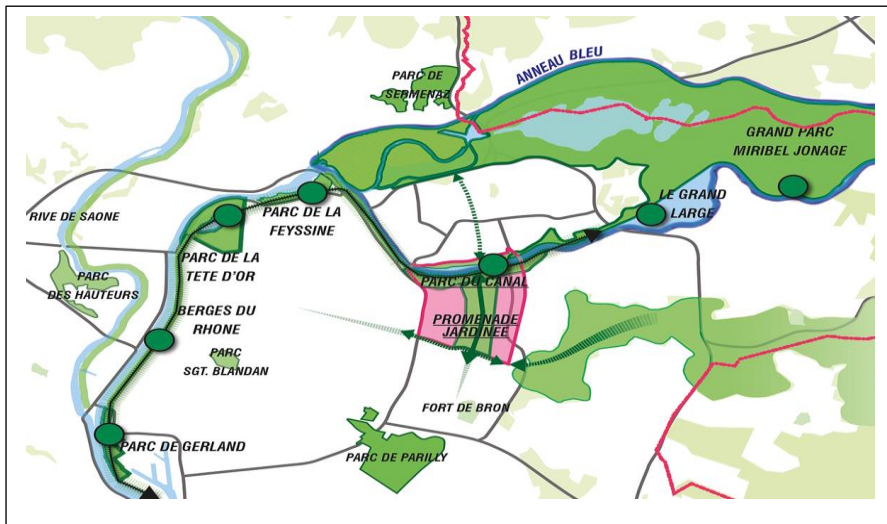 PARC DE
SERMENAZ
ANNEAU BLEU
GRAND PARC
MIRIBEL JONAGE
LE GRAND
LARGE
RIVE DE SAONE
PARC DE LA
FEYSSINE
PARC DE LA
TETE D'OR
PARC
DES HAUTEURS
PARC DU CANAL
BERGES DU
RHONE
PROMENADE
JARDINEE
PARC
SGT. BLANDAN
FORT DE BRON
PARC DE GERLAND
PARC DE PARILLY